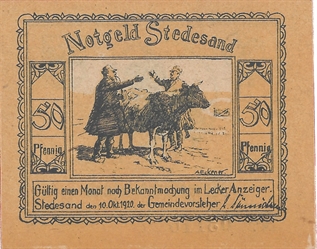 Notgeld Stedesand
50 50
Pfennig Pfennig
Gültig einen Monat nach Bekanntmachung im Lecker Anzeiger.
Stedesand den 10. Okt. 1920. der Gemeindevorsteher